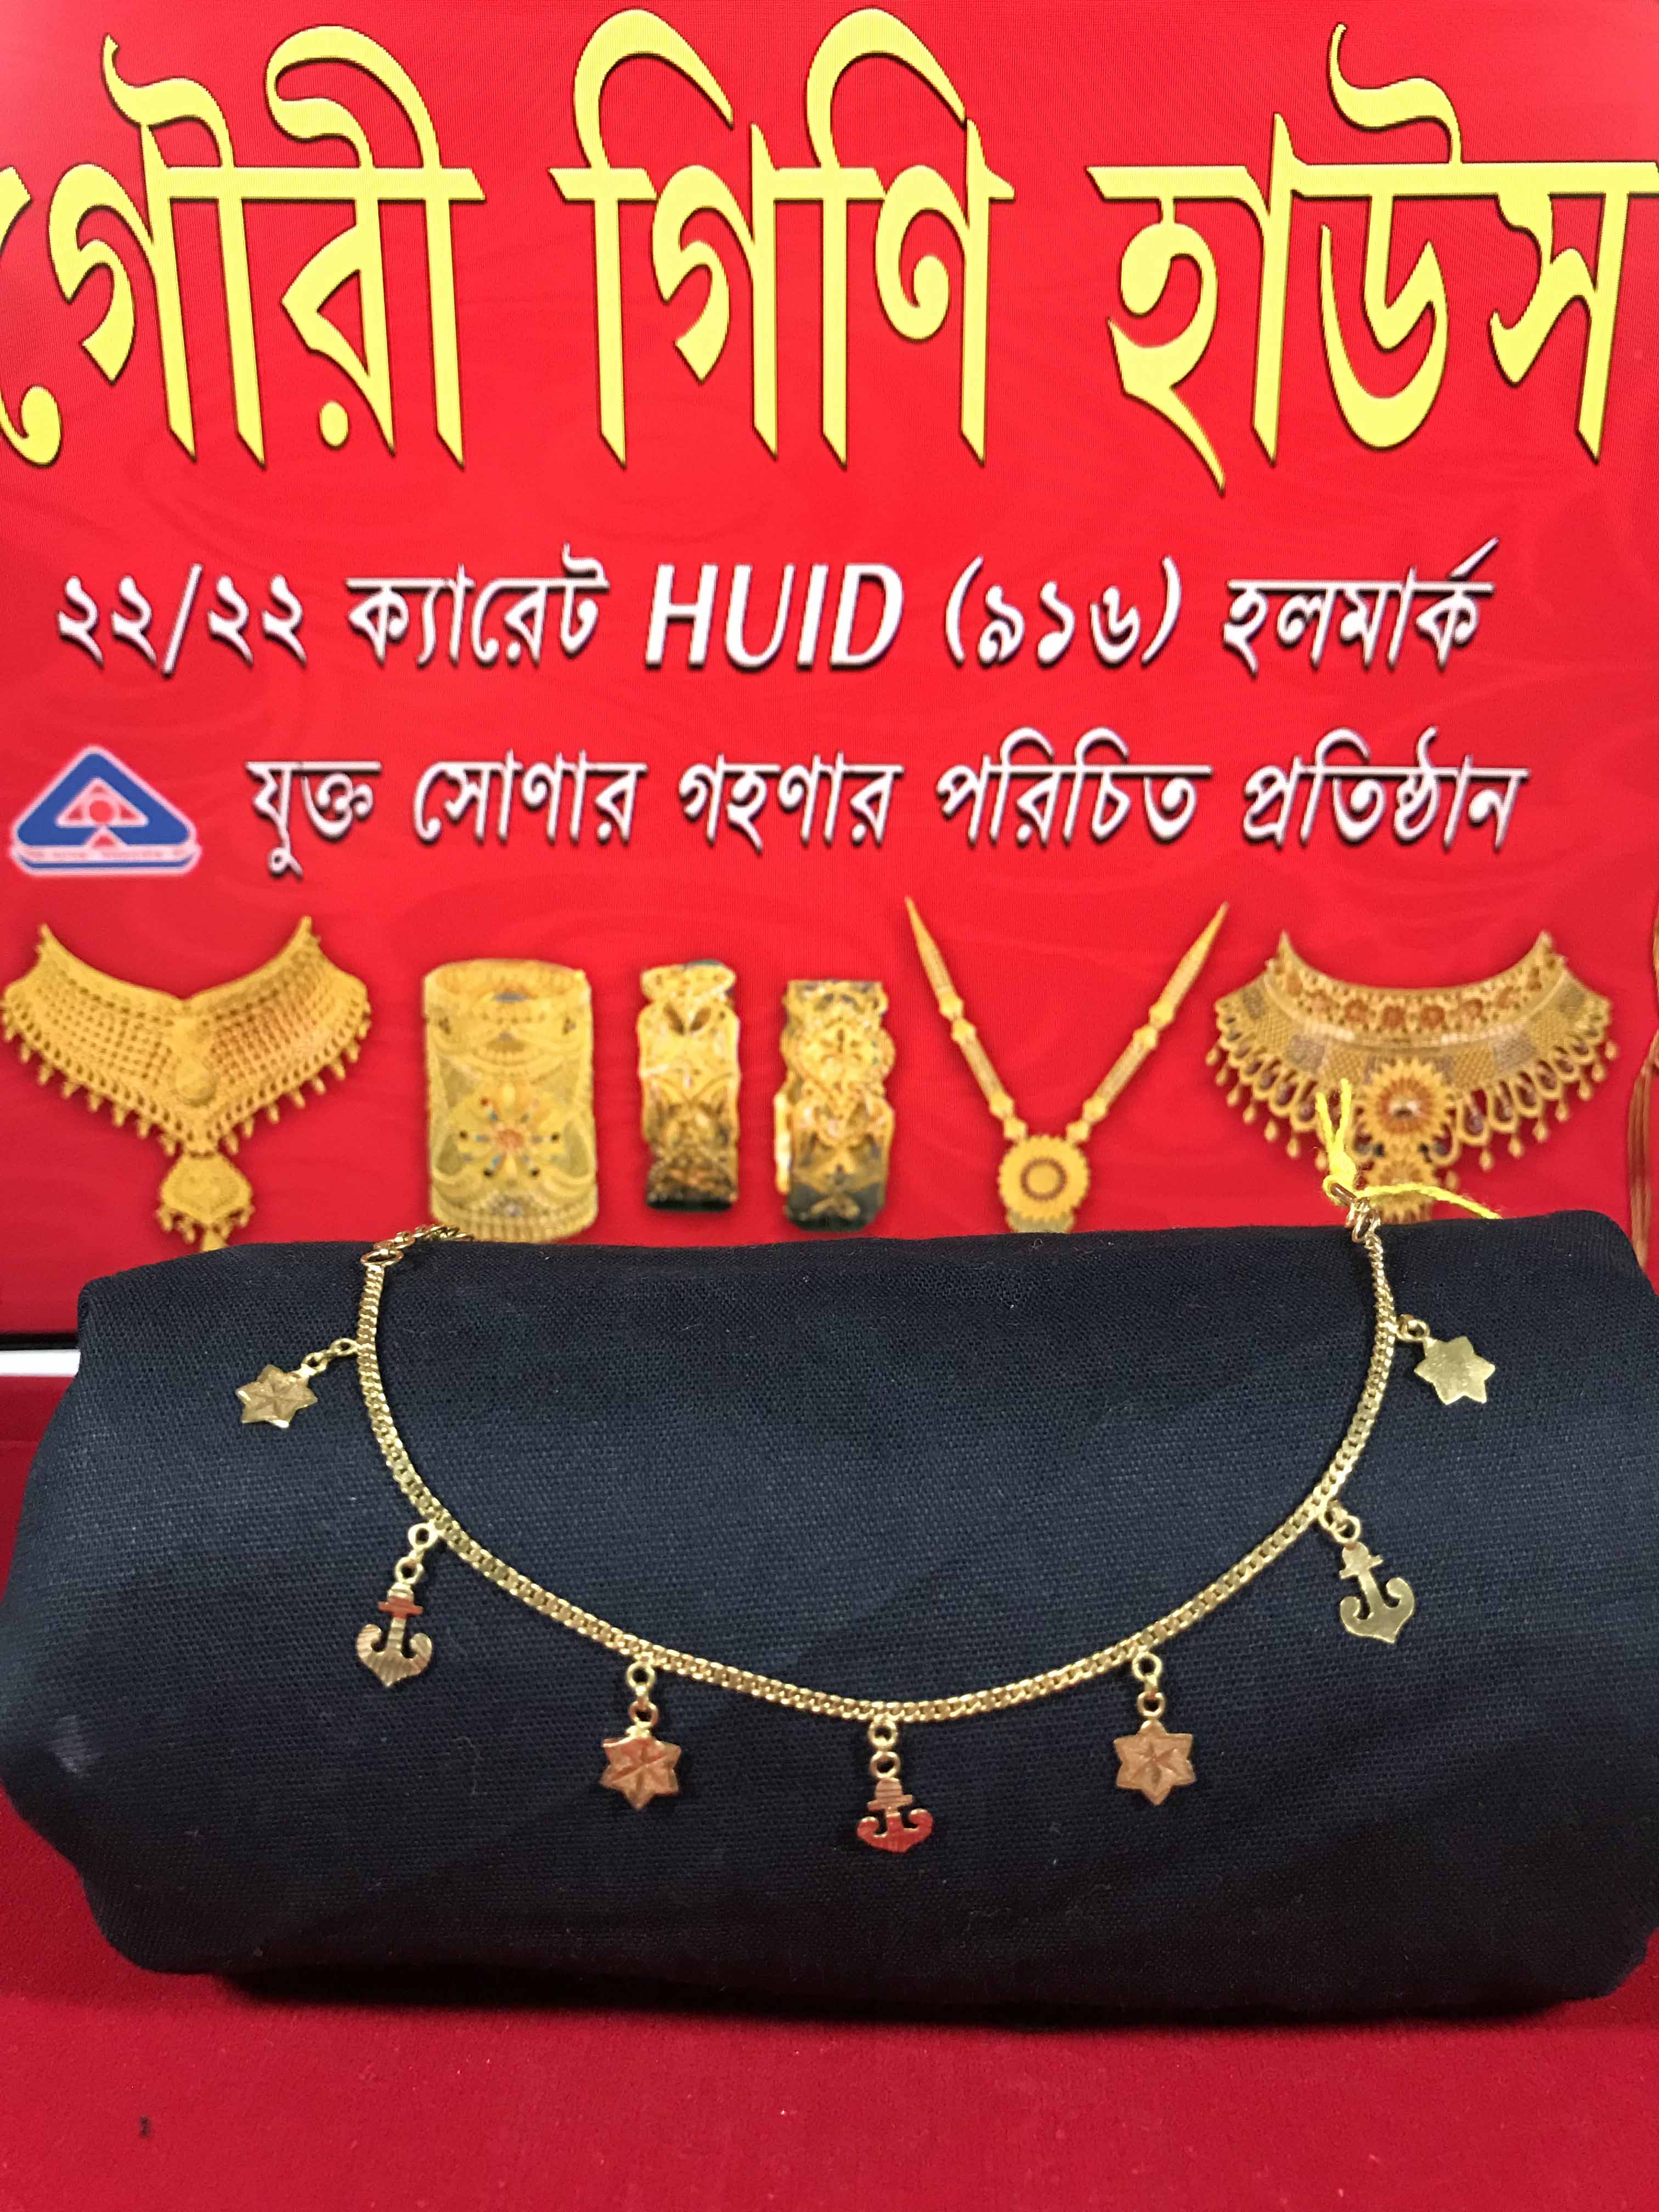 গৌরী গিণি হাউস
২২/২২ ক্যারেট HUID (৯১৬) হলমার্ক
যুক্ত সোণার গহণার পরিচিত প্রতিষ্ঠান